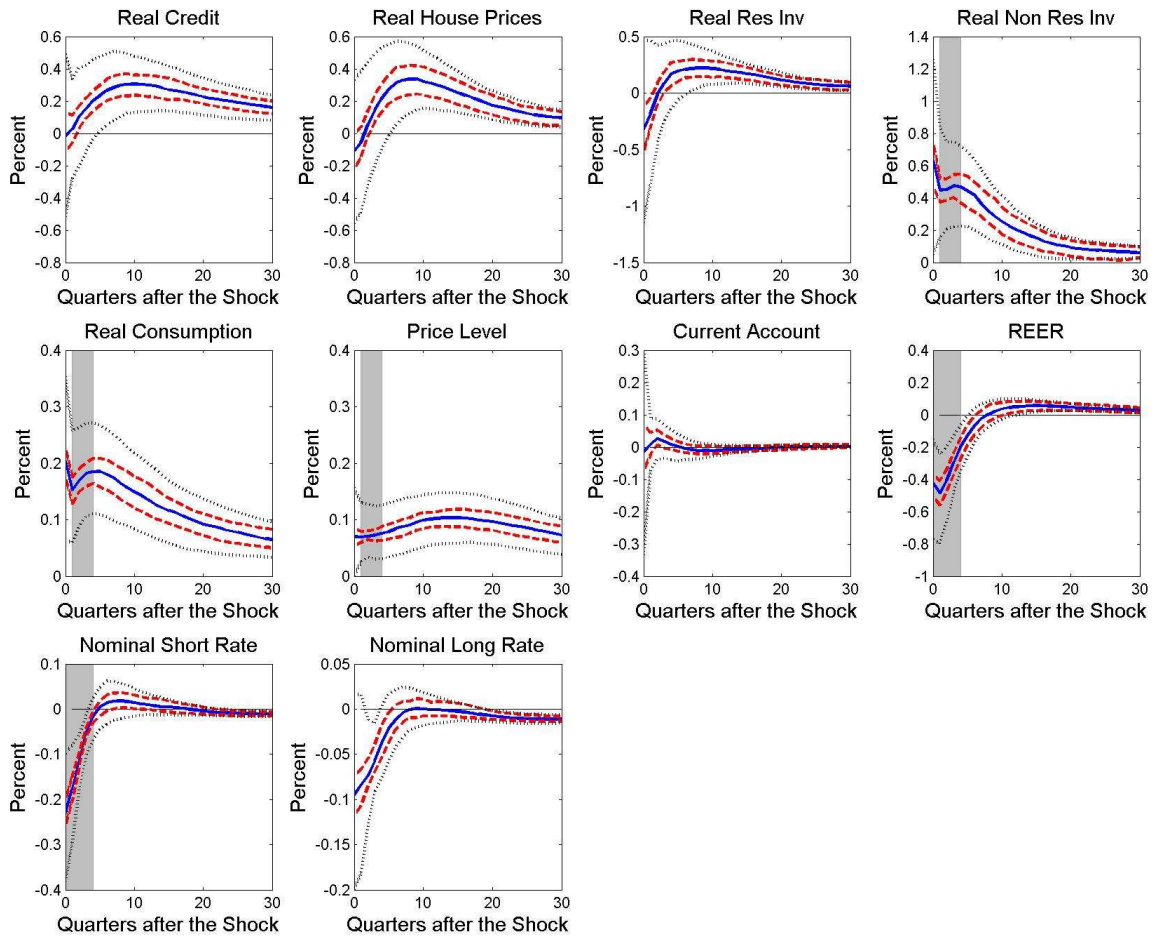 Real Credit
Percent
0.6
0.4
0.2
0
-0.2
-0.4
-0.6
-0.8
0 10 20 30
Quarters after the Shock
Real House Prices
Percent
0.6
0.4
0.2
0
-0.2
-0.4
-0.6
-0.8
0 10 20 30
Quarters after the Shock
Real Res Inv
Percent
0.5
0
-0.5
-1
-1.5
0 10 20 30
Quarters after the Shock
Real Non Res Inv
Percent
1.4
1.2
1
0.8
0.6
0.4
0.2
0
0 10 20 30
Quarters after the Shock
Real Consumption
Percent
0.4
0.3
0.2
0.1
0
0 10 20 30
Quarters after the Shock
Price Level
Percent
0.4
0.3
0.2
0.1
0
0 10 20 30
Quarters after the Shock
Current Account
Percent
0.3
0.2
0.1
0
-0.1
-0.2
-0.3
-0.4
0 10 20 30
Quarters after the Shock
REER
Percent
0.4
0.2
0
-0.2
-0.4
-0.6
-0.8
-1
0 10 20 30
Quarters after the Shock
Nominal Short Rate
Percent
0.1
0
-0.1
-0.2
-0.3
-0.4
0 10 20 30
Quarters after the Shock
Nominal Long Rate
Percent
0.05
0
-0.05
-0.1
-0.15
-0.2
0 10 20 30
Quarters after the Shock